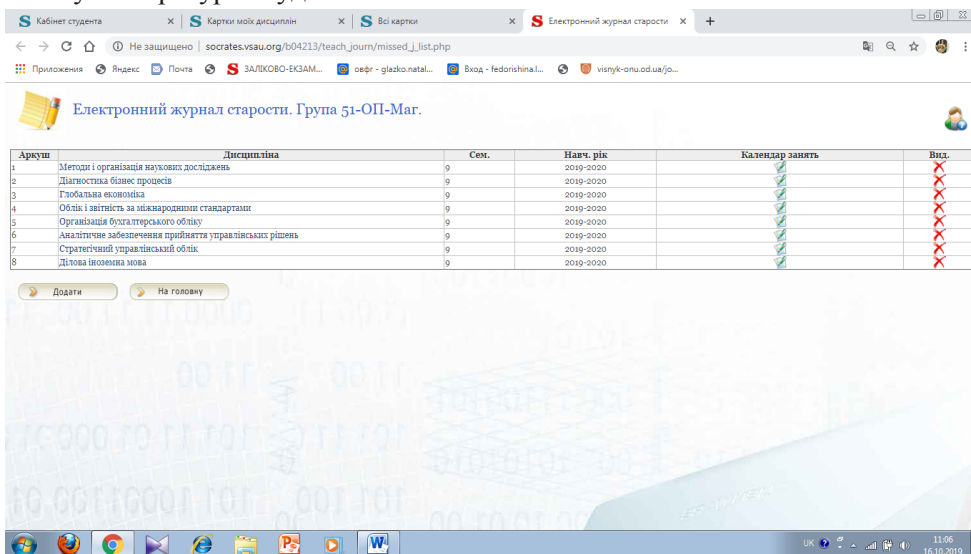 S Кабінет студента × S Картки моїх дисциплін × S Всі картки × S Електронний журнал старости × +
Не защищено | socrates.vsau.org/b04213/teach_journ/missed_j_list.php
Приложения Яндекс Почта S ЗАЛІКОВО-ЕКЗАМ... овфг - glazko.natal... Вход - fedorishina.l... visnyk-onu.od.ua/jo...
Електронний журнал старости. Група 51-ОП-Маг.
Аркуш Дисципліна Сем. Навч. рік Календар занять Вид.
1 Методи і організація наукових досліджень 9 2019-2020
2 Діагностика бізнес процесів 9 2019-2020
3 Глобальна економіка 9 2019-2020
4 Облік і звітність за міжнародними стандартами 9 2019-2020
5 Організація бухгалтерського обліку 9 2019-2020
6 Аналітичне забезпечення прийняття управлінських рішень 9 2019-2020
7 Стратегічний управлінський облік 9 2019-2020
8 Ділова іноземна мова 9 2019-2020
Додати На головну
UK 11:06
16.10.2019